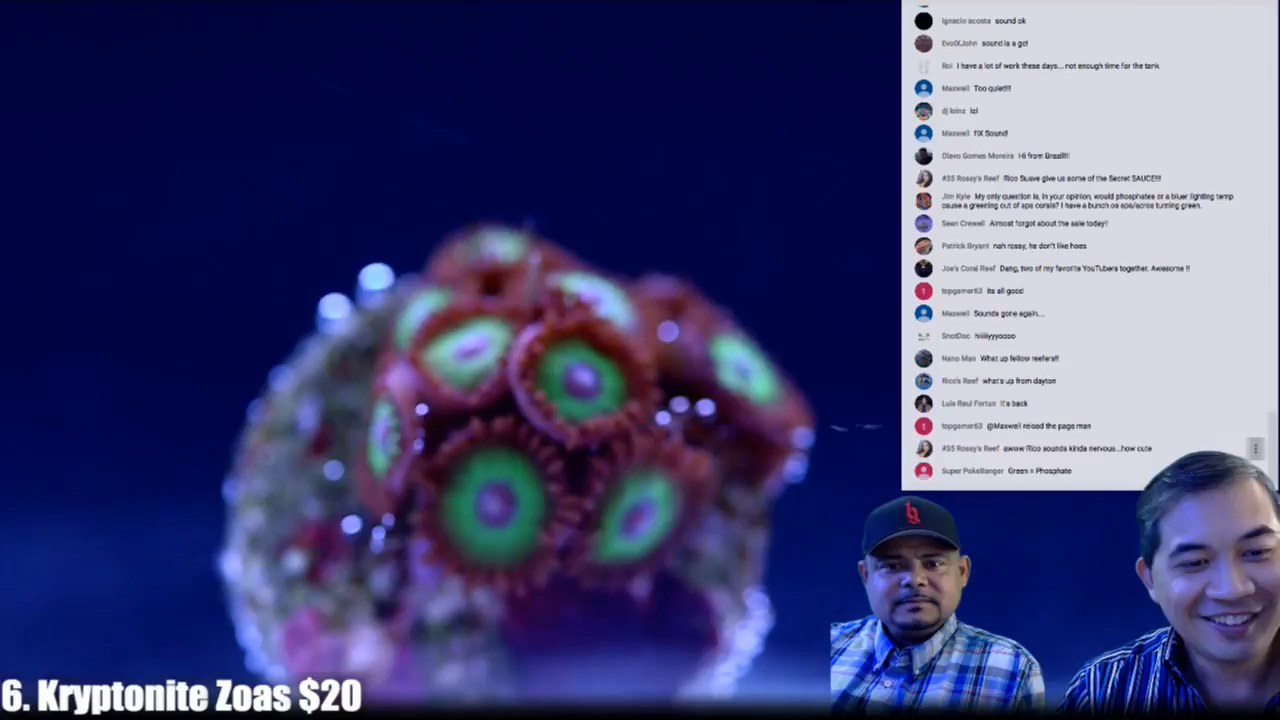 Ignacio acosta sound ok
EvolXJohn sound is a go!
Rol I have a lot of work these days... not enough time for the tank.
Maxwell Too quiet!!!
dj loinz lol
Maxwell fIX Sound!
Olavo Gomes Moreira Hi from Brazil!!!
#35 Rossy's Reef Rico Suave give us some of the Secret SAUCE!!!
Jim Kyle My only question is, in your opinion, would phosphates or a bluer lighting temp
cause a greening out of sps corals? I have a bunch os sps/acros turning green.
Sean Crewell Almost forgot about the sale today!!
Patrick Bryant nah rossy, he don't like hoes
Joe's Coral Reef Dang, two of my favorite YouTubers together. Awesome !!
topgamer63 its all good
Maxwell Sounds gone again....
SnotDoc hiiiiyyyoooo
Nano Man What up fellow reefers!!
Rico's Reef what's up from dayton
Luis Raul Fortun it's back
topgamer63 @Maxwell reload the page man
#35 Rossy's Reef awww Rico sounds kinda nervous...how cute
Super PokeBanger Green = Phosphate
6. Kryptonite Zoas $20